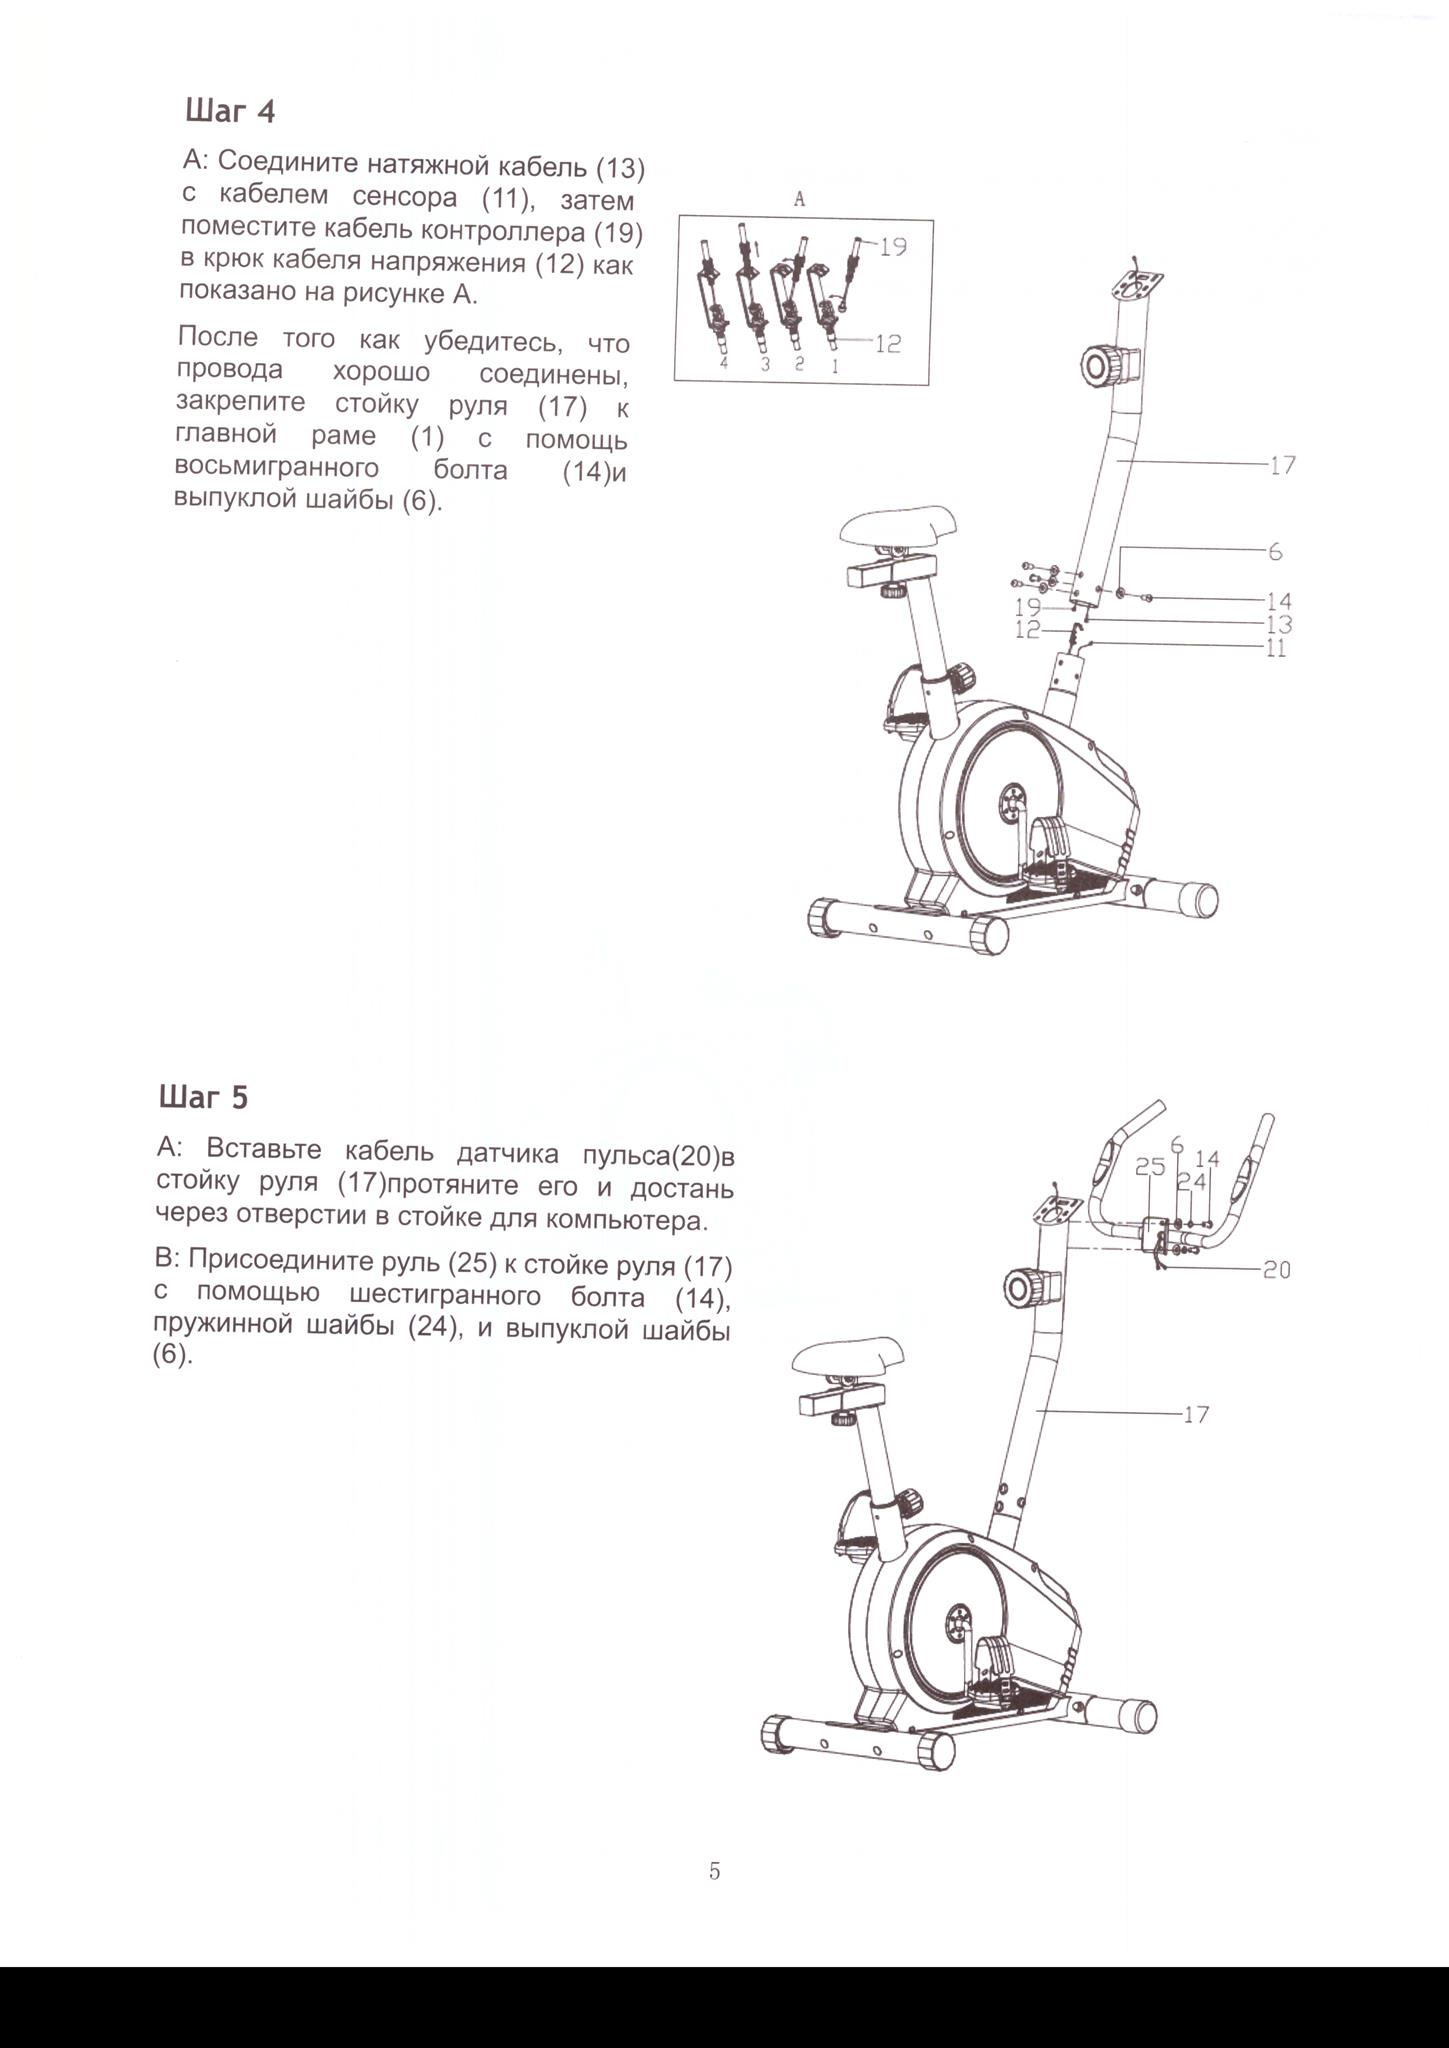 Шаг 4
А: Соедините натяжной кабель (13)
с кабелем сенсора (11), затем
поместите кабель контроллера (19)
в крюк кабеля напряжения (12) как
показано на рисунке А.
После того как убедитесь, что
провода хорошо соединены,
закрепите стойку руля (17) к
главной раме (1) с помощь
восьмигранного болта (14)и
выпуклой шайбы (6).
A
19
12
4 3 2 1
17
6
14
19
13
12
11
Шаг 5
А: Вставьте кабель датчика пульса(20)в
стойку руля (17)протяните его и достань
через отверстии в стойке для компьютера.
В: Присоедините руль (25) к стойке руля (17)
с помощью шестигранного болта (14),
пружинной шайбы (24), и выпуклой шайбы
(6).
6
25 14
24
20
17
5